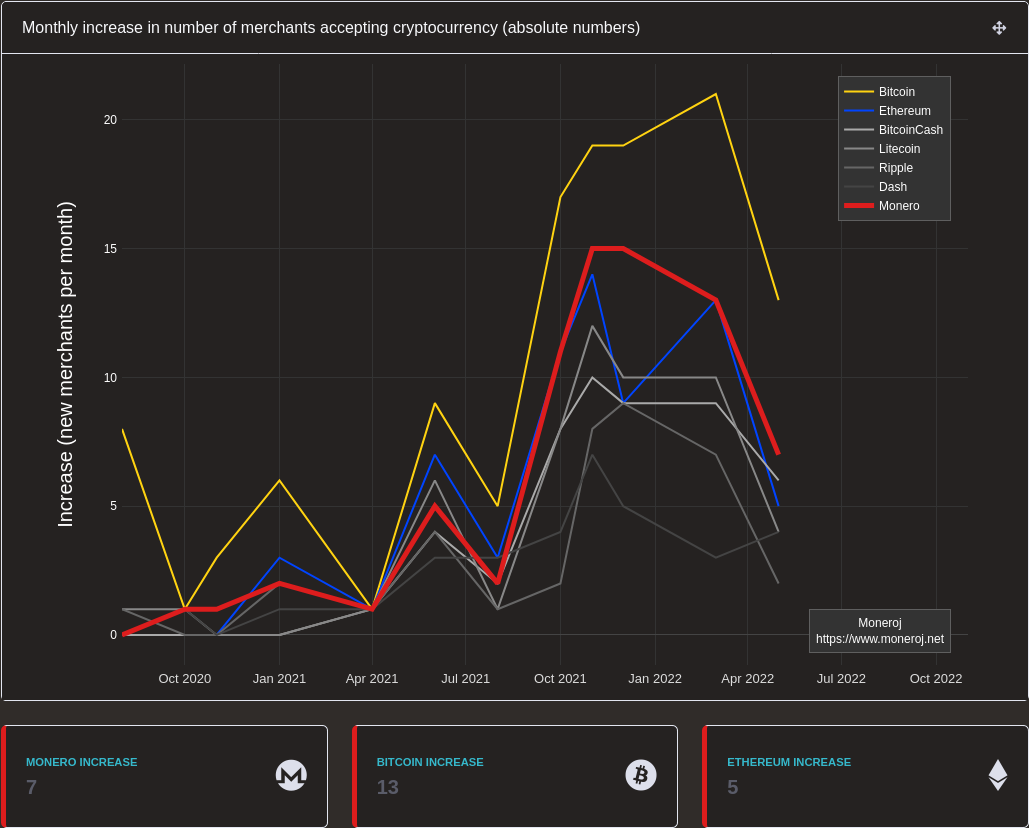 Monthly increase in number of merchants accepting cryptocurrency (absolute numbers)
Increase (new merchants per month)
20
15
10
5
0
Bitcoin
Ethereum
BitcoinCash
Litecoin
Ripple
Dash
Monero
Moneroj
https://www.moneroj.net
Oct 2020
Jan 2021
Apr 2021
Jul 2021
Oct 2021
Jan 2022
Apr 2022
Jul 2022
Oct 2022
MONERO INCREASE
7
BITCOIN INCREASE
13
ETHEREUM INCREASE
5